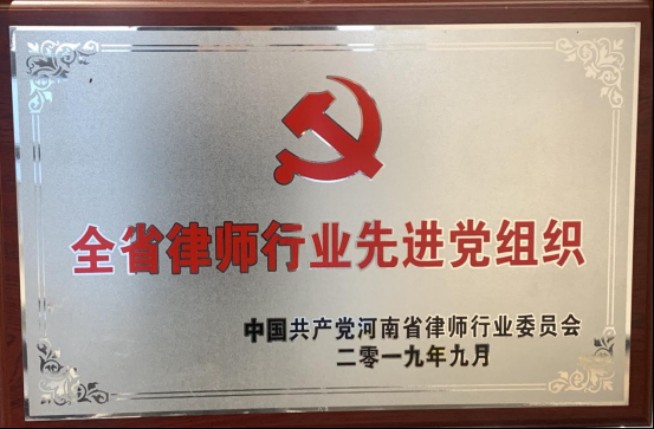 全省律师行业先进党组织
中国共产党河南省律师行业委员会
二零一九年九月